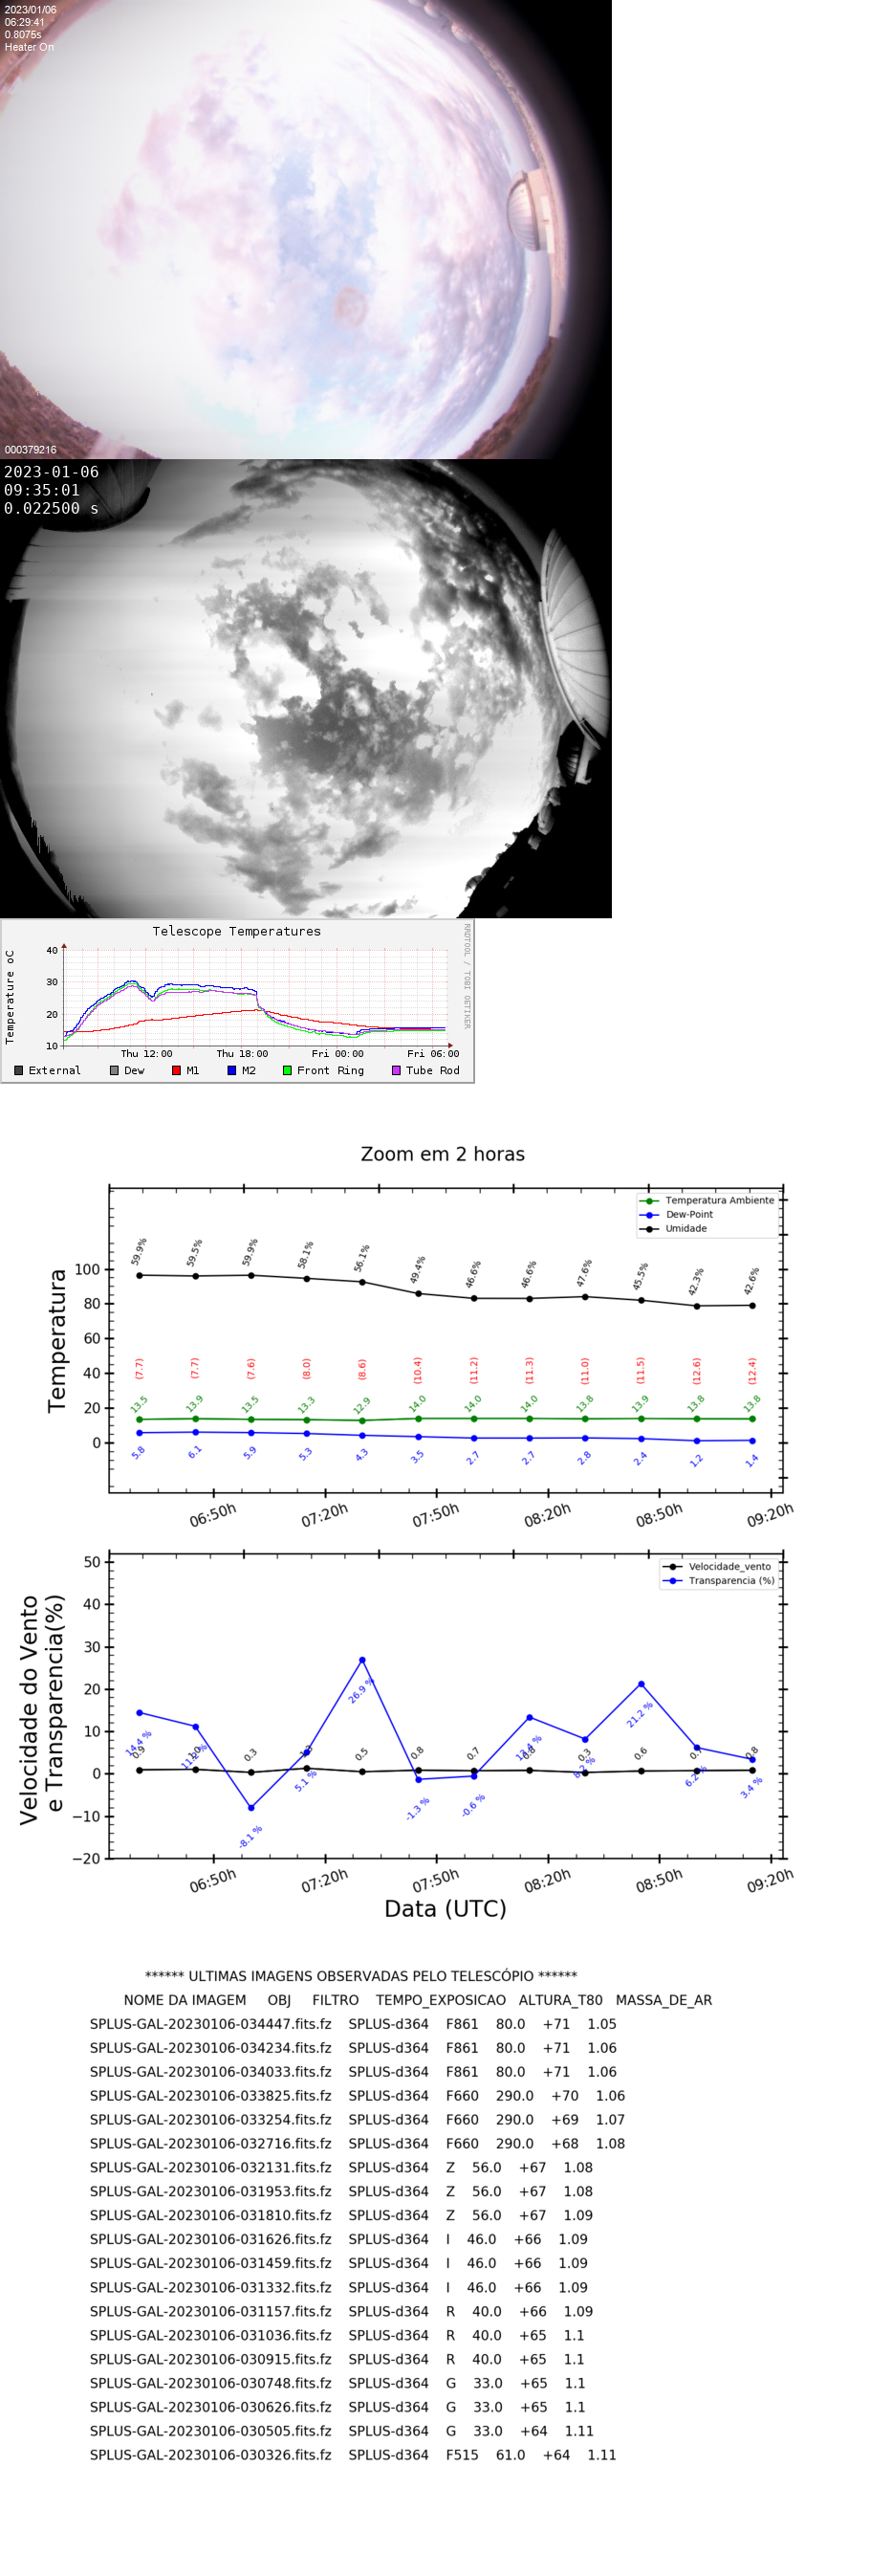 2023/01/06
06:29:41
0.8075s
Heater On
000379216
2023-01-06
09:35:01
0.022500 s
Telescope Temperatures
RRDTOOL / TOBI OETIKER
Temperature oC
40
30
20
10
Thu 12:00 Thu 18:00 Fri 00:00 Fri 06:00
External Dew M1 M2 Front Ring Tube Rod
Zoom em 2 horas
Temperatura Ambiente
Dew-Point
Umidade
Temperatura
100
80
60
40
20
0
59.9% 59.5% 59.9% 58.1% 56.1% 49.4% 46.6% 46.6% 47.6% 45.5% 42.3% 42.6%
(7.7) (7.7) (7.6) (8.0) (8.6) (10.4) (11.2) (11.3) (11.0) (11.5) (12.6) (12.4)
13.5 13.9 13.5 13.3 12.9 14.0 14.0 14.0 13.8 13.9 13.8 13.8
5.8 6.1 5.9 5.3 4.3 3.5 2.7 2.7 2.8 2.4 1.2 1.4
06:50h 07:20h 07:50h 08:20h 08:50h 09:20h
Velocidade_vento
Transparencia (%)
Velocidade do Vento
e Transparencia(%)
50
40
30
20
10
0
−10
−20
14.4 % -8.1 % 5.1 % 26.9 % -1.3 % -0.6 % 21.2 % 3.4 %
0.9 0.3 0.5 0.8 0.7 0.3 0.6 0.8
06:50h 07:20h 07:50h 08:20h 08:50h 09:20h
Data (UTC)
****** ULTIMAS IMAGENS OBSERVADAS PELO TELESCÓPIO ******
NOME DA IMAGEM OBJ FILTRO TEMPO_EXPOSICAO ALTURA_T80 MASSA_DE_AR
SPLUS-GAL-20230106-034447.fits.fz SPLUS-d364 F861 80.0 +71 1.05
SPLUS-GAL-20230106-034234.fits.fz SPLUS-d364 F861 80.0 +71 1.06
SPLUS-GAL-20230106-034033.fits.fz SPLUS-d364 F861 80.0 +71 1.06
SPLUS-GAL-20230106-033825.fits.fz SPLUS-d364 F660 290.0 +70 1.06
SPLUS-GAL-20230106-033254.fits.fz SPLUS-d364 F660 290.0 +69 1.07
SPLUS-GAL-20230106-032716.fits.fz SPLUS-d364 F660 290.0 +68 1.08
SPLUS-GAL-20230106-032131.fits.fz SPLUS-d364 Z 56.0 +67 1.08
SPLUS-GAL-20230106-031953.fits.fz SPLUS-d364 Z 56.0 +67 1.08
SPLUS-GAL-20230106-031810.fits.fz SPLUS-d364 Z 56.0 +67 1.09
SPLUS-GAL-20230106-031626.fits.fz SPLUS-d364 I 46.0 +66 1.09
SPLUS-GAL-20230106-031459.fits.fz SPLUS-d364 I 46.0 +66 1.09
SPLUS-GAL-20230106-031332.fits.fz SPLUS-d364 I 46.0 +66 1.09
SPLUS-GAL-20230106-031157.fits.fz SPLUS-d364 R 40.0 +66 1.09
SPLUS-GAL-20230106-031036.fits.fz SPLUS-d364 R 40.0 +65 1.1
SPLUS-GAL-20230106-030915.fits.fz SPLUS-d364 R 40.0 +65 1.1
SPLUS-GAL-20230106-030748.fits.fz SPLUS-d364 G 33.0 +65 1.1
SPLUS-GAL-20230106-030626.fits.fz SPLUS-d364 G 33.0 +65 1.1
SPLUS-GAL-20230106-030505.fits.fz SPLUS-d364 G 33.0 +64 1.11
SPLUS-GAL-20230106-030326.fits.fz SPLUS-d364 F515 61.0 +64 1.11